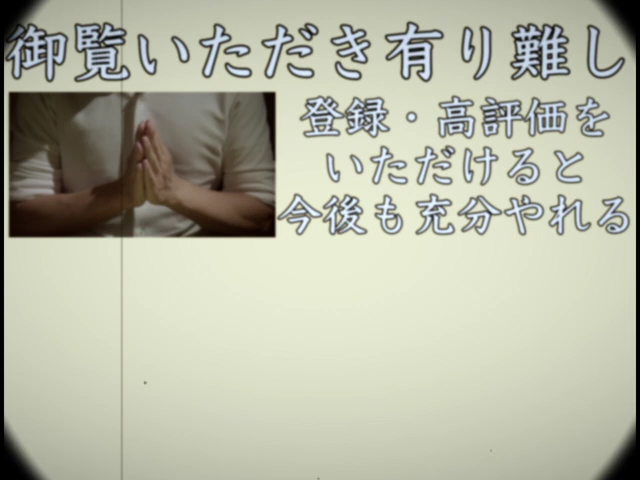 御覧いただき有り難し
登録・高評価を
いただけると
今後も充分やれる